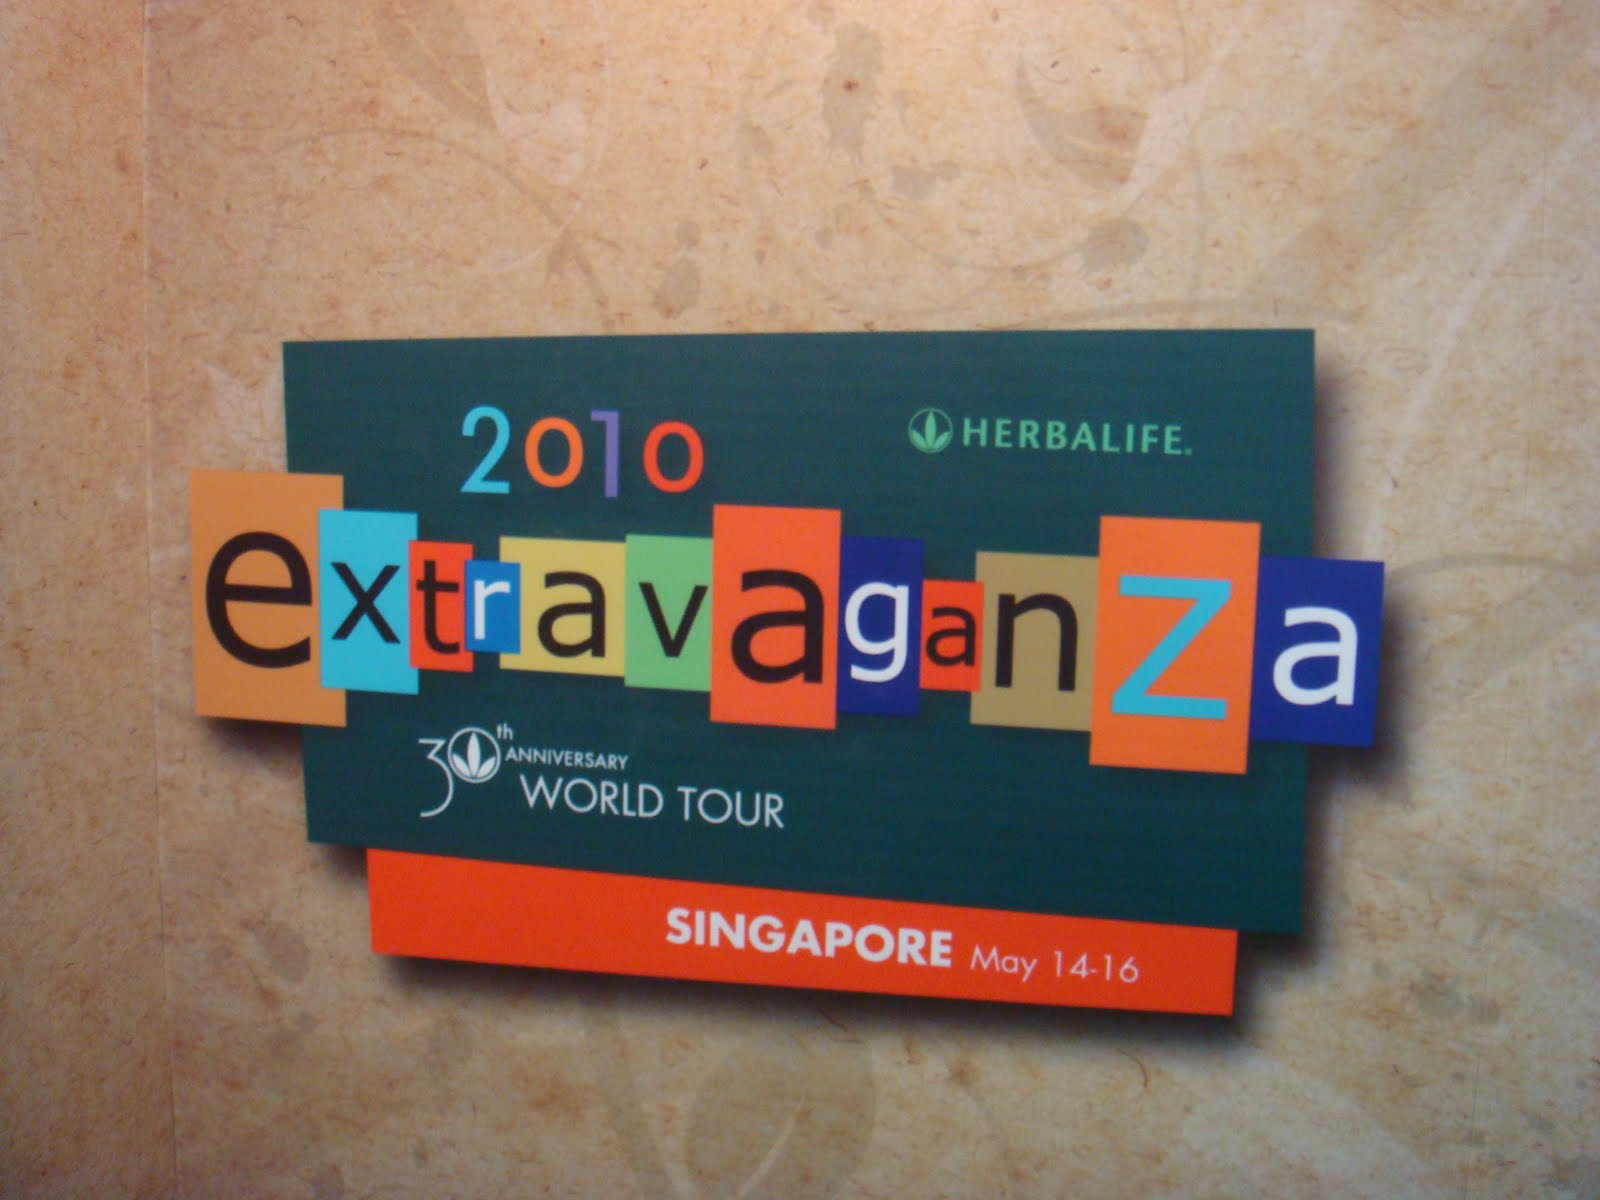 2010
HERBALIFE.
extravaganza
30th ANNIVERSARY
WORLD TOUR
SINGAPORE May 14-16